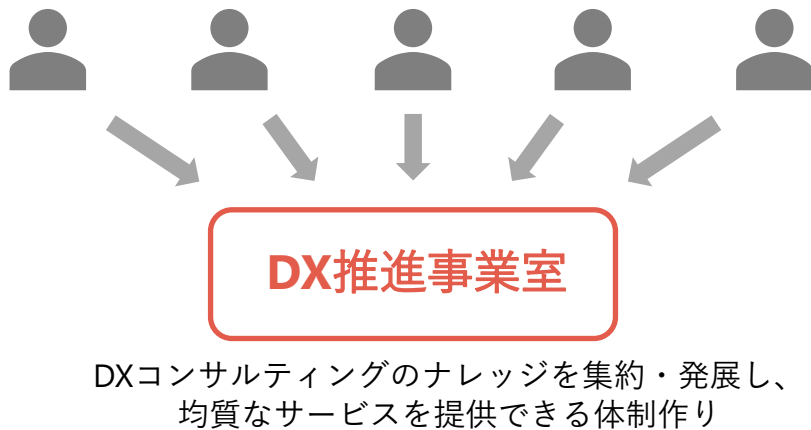 DX推進事業室
DXコンサルティングのナレッジを集約・発展し、
均質なサービスを提供できる体制作り